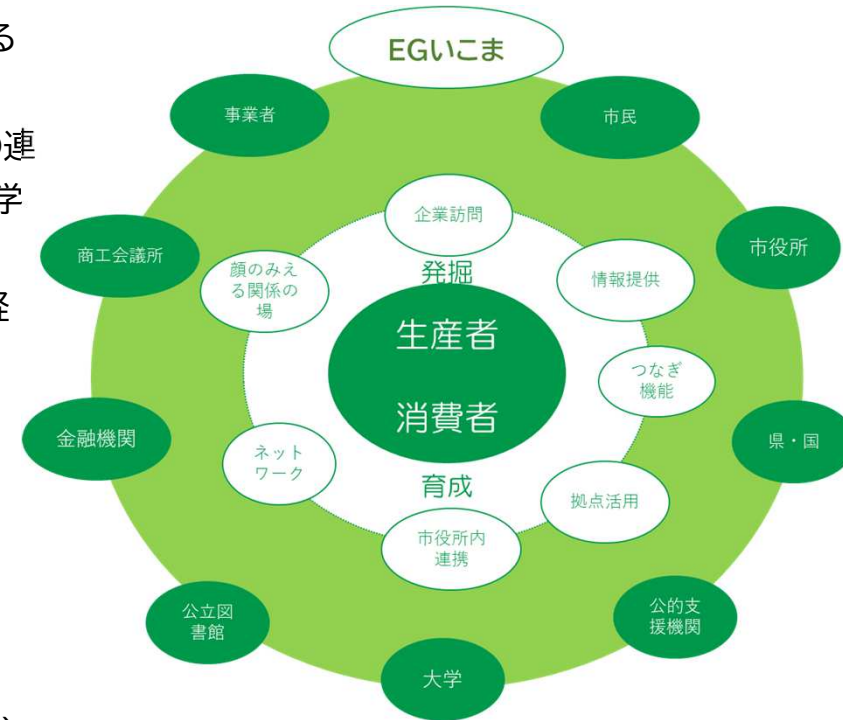 る
連
学
経
EGいこま
事業者
市民
商工会議所
市役所
企業訪問
顔のみえ
る関係の
場
発掘
情報提供
生産者
消費者
つなぎ
機能
金融機関
県・国
ネット
ワーク
育成
拠点活用
市役所内
連携
公立図
書館
公的支
援機関
大学